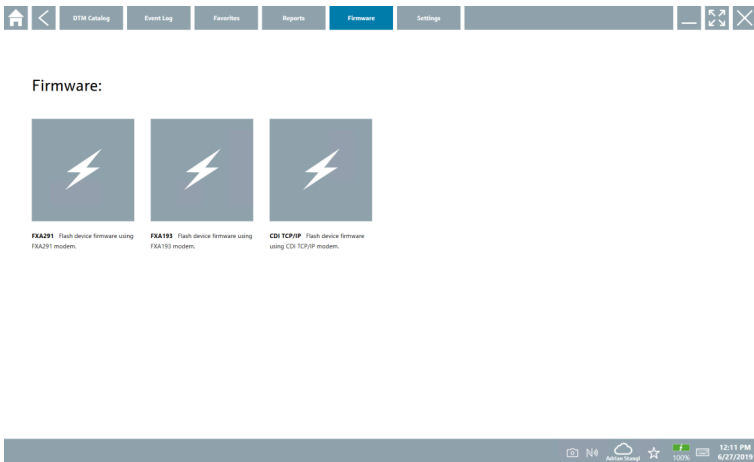 DTM Catalog
Event Log
Favorites
Reports
Firmware
Settings
Firmware:
FXA291 Flash device firmware using
FXA291 modem.
FXA193 Flash device firmware using
FXA193 modem.
CDI TCP/IP Flash device firmware
using CDI TCP/IP modem.
Adrian Stangl
100%
12:11 PM
6/27/2019